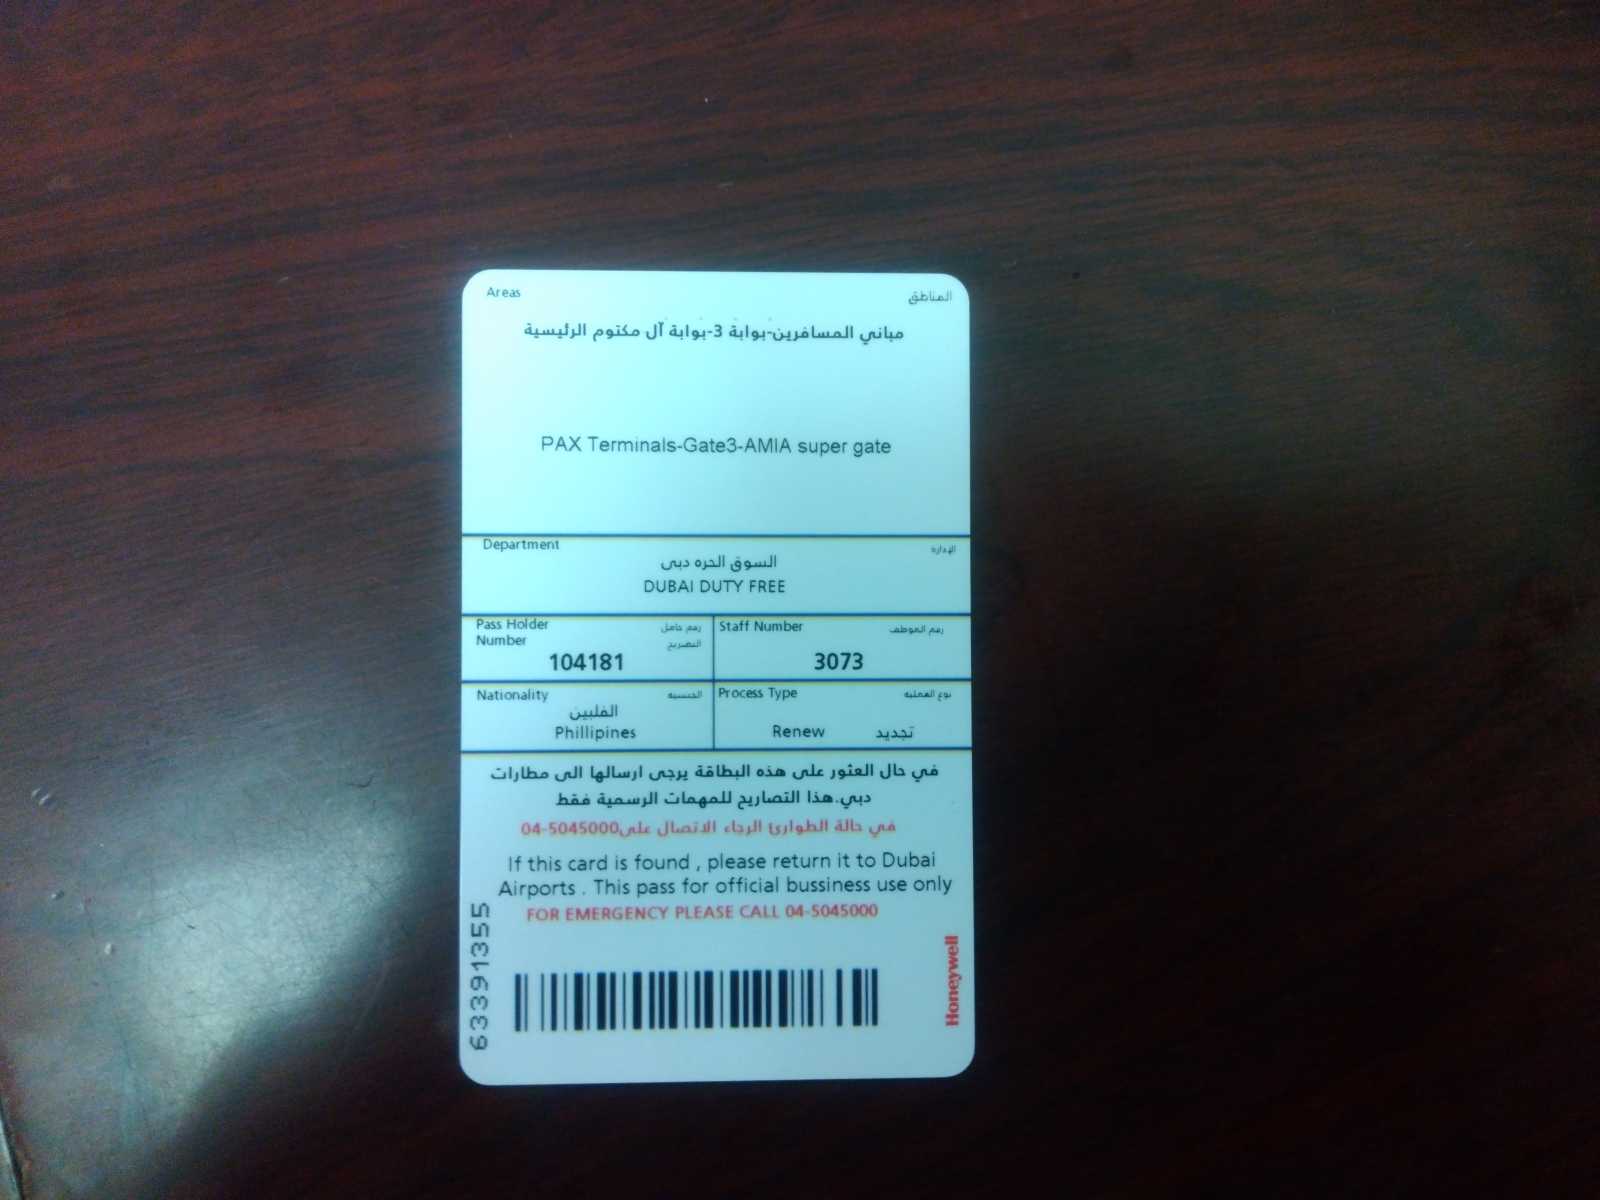 Areas
المناطق
مباني المسافرين-بوابة 3-بوابة آل مكتوم الرئيسية
PAX Terminals-Gate3-AMIA super gate
Department
الإدارة
السوق الحره دبى
DUBAI DUTY FREE
Pass Holder
Number
رقم حامل
التصريح
104181
Staff Number
رقم الموظف
3073
Nationality
الجنسيه
الفلبين
Phillipines
Process Type
نوع العمليه
Renew
تجديد
في حال العثور على هذه البطاقة يرجى ارسالها الى مطارات
دبي.هذا التصاريح للمهمات الرسمية فقط
في حالة الطوارئ الرجاء الاتصال على04-5045000
If this card is found , please return it to Dubai
Airports . This pass for official bussiness use only
FOR EMERGENCY PLEASE CALL 04-5045000
63391355
Honeywell